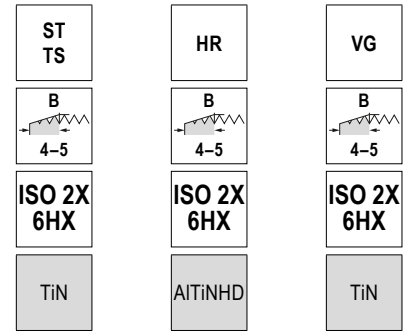 ST
TS
HR
VG
B
4–5
B
4–5
B
4–5
ISO 2X
6HX
ISO 2X
6HX
ISO 2X
6HX
TiN
AlTiNHD
TiN